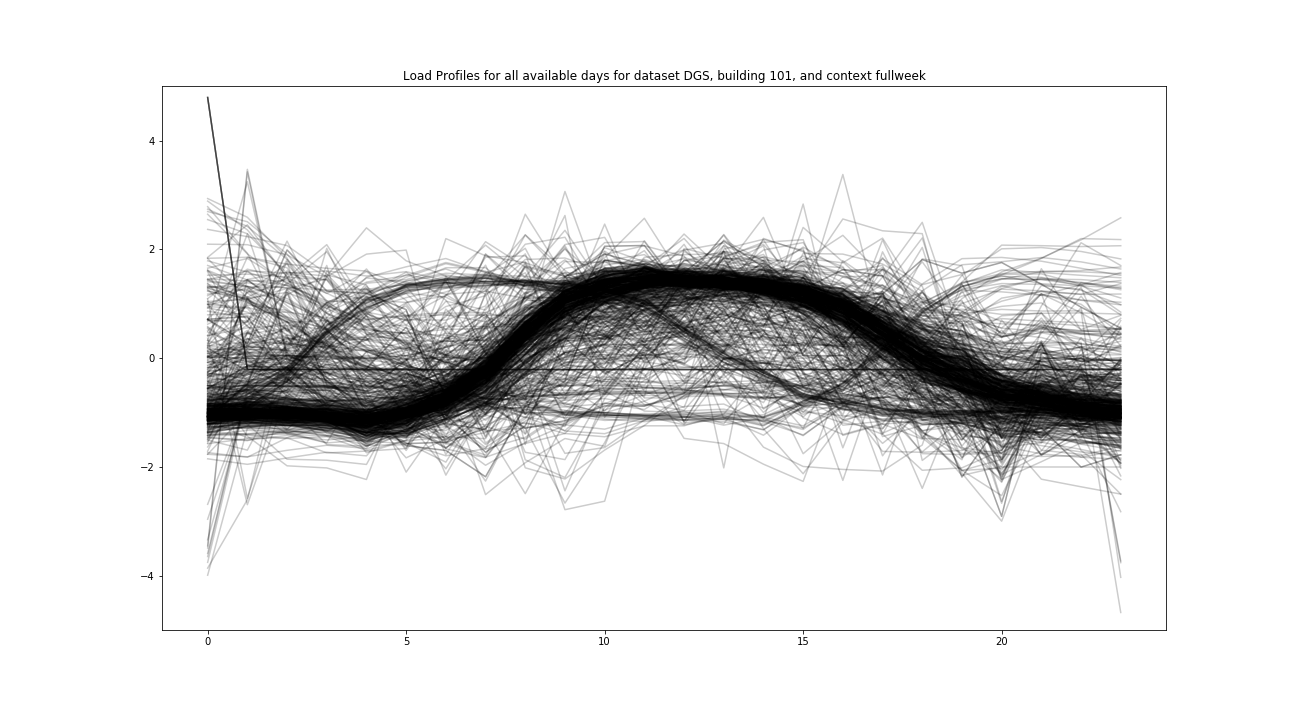 Load Profiles for all available days for dataset DGS, building 101, and context fullweek
4
2
0
−2
−4
0 5 10 15 20